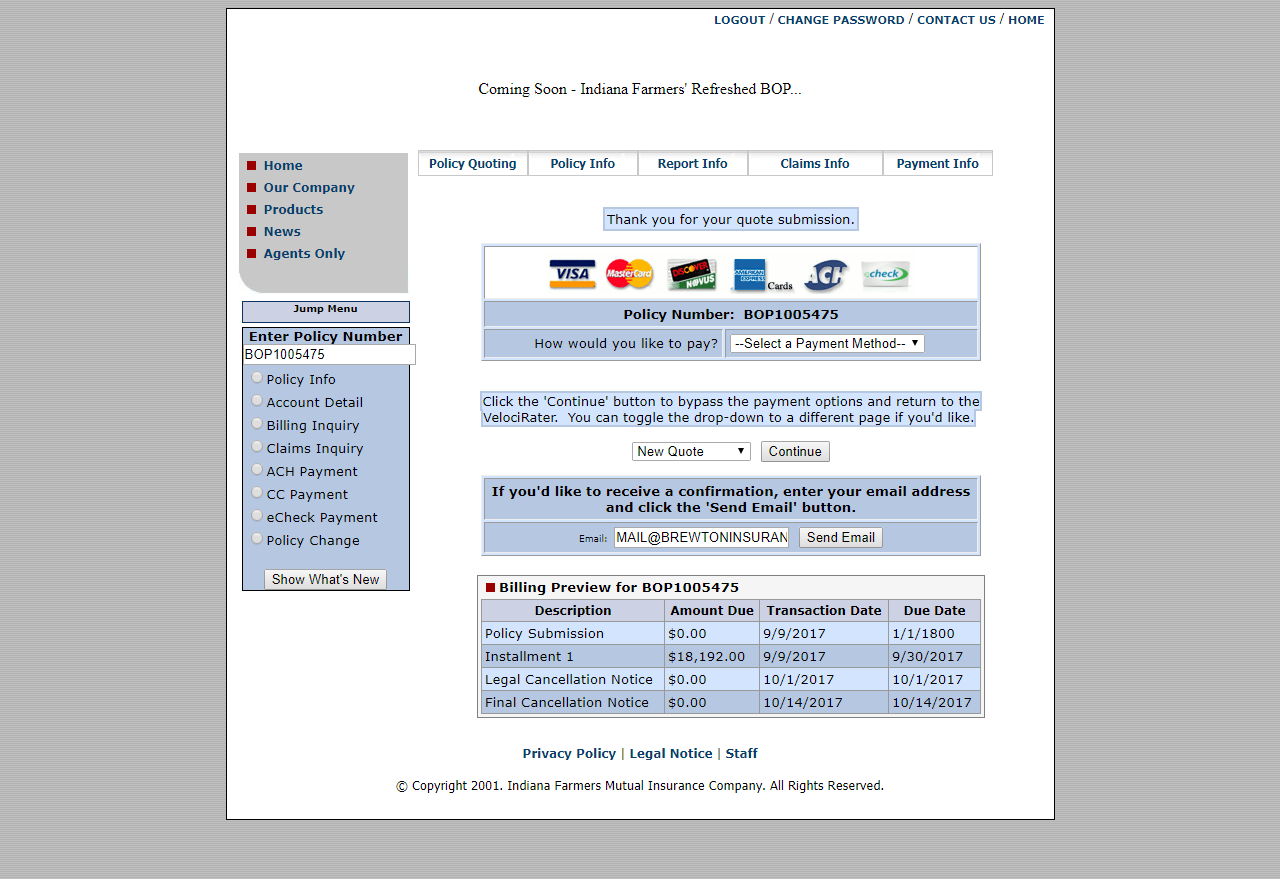 LOGOUT / CHANGE PASSWORD / CONTACT US / HOME
Coming Soon - Indiana Farmers' Refreshed BOP...
Home
Our Company
Products
News
Agents Only
Policy Quoting
Policy Info
Report Info
Claims Info
Payment Info
Jump Menu
Enter Policy Number
BOP1005475
Policy Info
Account Detail
Billing Inquiry
Claims Inquiry
ACH Payment
CC Payment
eCheck Payment
Policy Change
Show What's New
Thank you for your quote submission.
VISA MasterCard DISCOVER NOVUS AMERICAN EXPRESS Cards ACH echeck
Policy Number: BOP1005475
How would you like to pay? --Select a Payment Method--
Click the 'Continue' button to bypass the payment options and return to the
VelociRater. You can toggle the drop-down to a different page if you'd like.
New Quote Continue
If you'd like to receive a confirmation, enter your email address
and click the 'Send Email' button.
Email: MAIL@BREWTONINSURAN Send Email
Billing Preview for BOP1005475
Description Amount Due Transaction Date Due Date
Policy Submission $0.00 9/9/2017 1/1/1800
Installment 1 $18,192.00 9/9/2017 9/30/2017
Legal Cancellation Notice $0.00 10/1/2017 10/1/2017
Final Cancellation Notice $0.00 10/14/2017 10/14/2017
Privacy Policy | Legal Notice | Staff
© Copyright 2001. Indiana Farmers Mutual Insurance Company. All Rights Reserved.